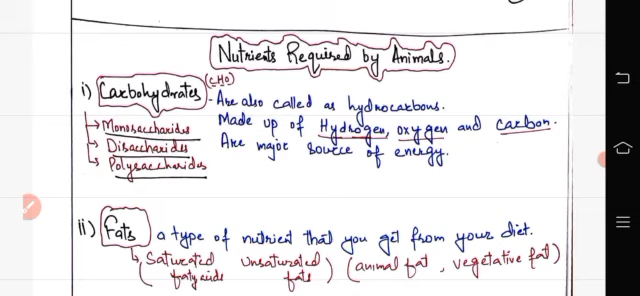 Nutrients Required by Animals.
i) Carbohydrates (CHO) - Are also called as hydrocarbons.
Made up of Hydrogen, oxygen and carbon.
Are major source of energy.
Monosaccharides
Disaccharides
Polysaccharides
ii) Fats a type of nutrient that you get from your diet.
(Saturated fatty acids Unsaturated fats) (animal fat, vegetative fat)